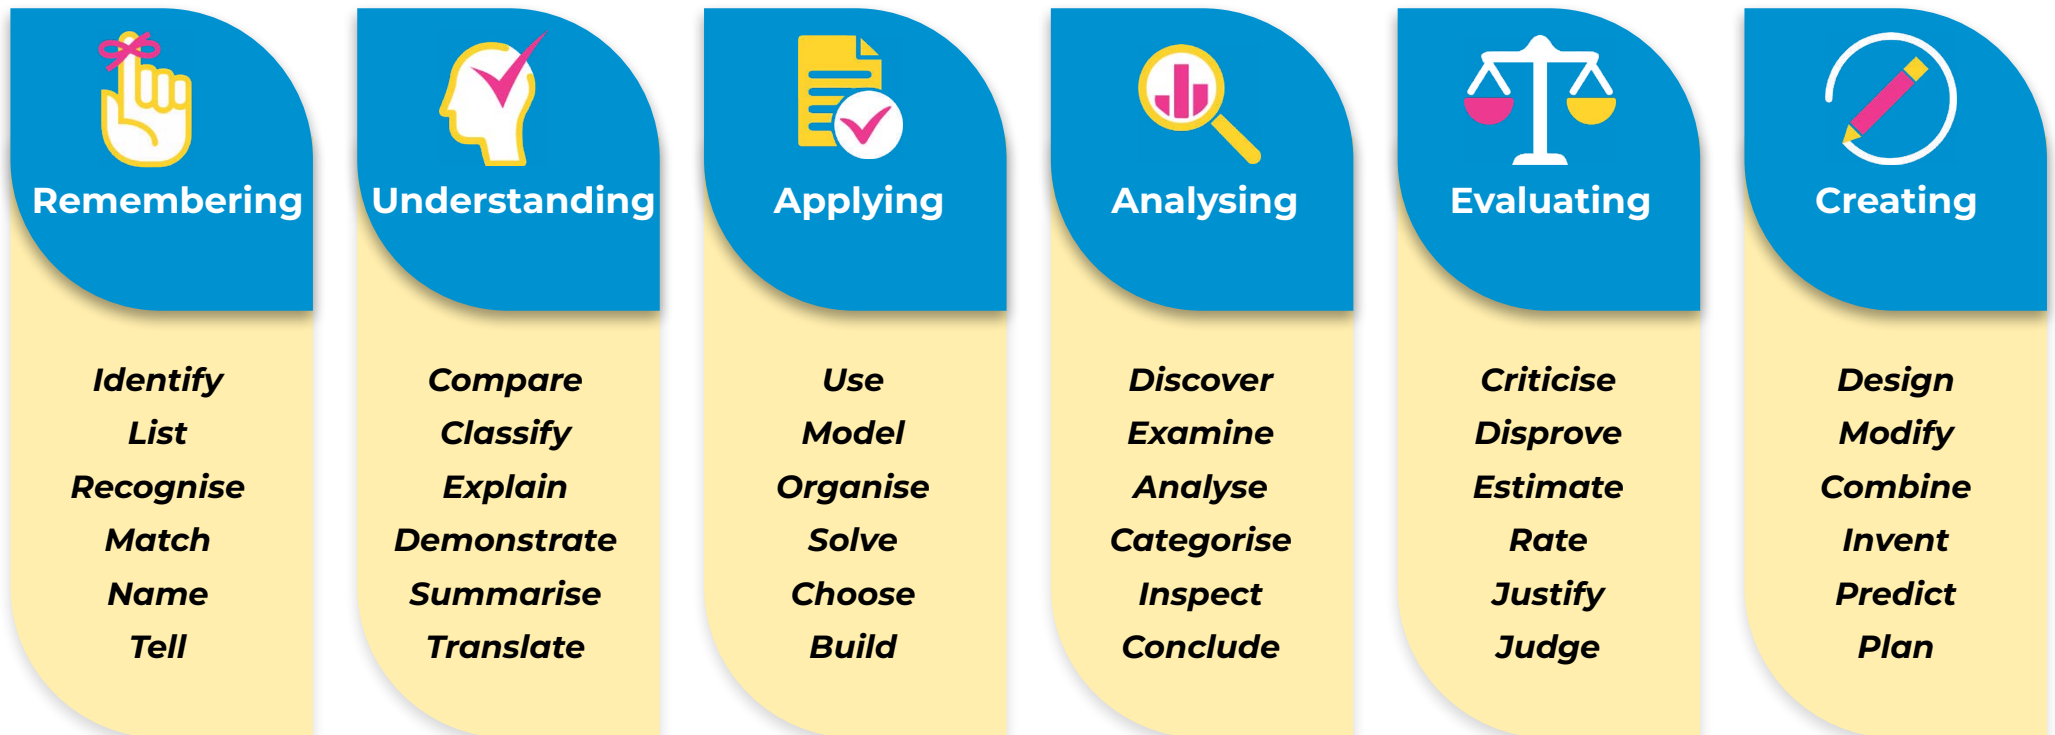 Remembering
Identify
List
Recognise
Match
Name
Tell
Understanding
Compare
Classify
Explain
Demonstrate
Summarise
Translate
Applying
Use
Model
Organise
Solve
Choose
Build
Analysing
Discover
Examine
Analyse
Categorise
Inspect
Conclude
Evaluating
Criticise
Disprove
Estimate
Rate
Justify
Judge
Creating
Design
Modify
Combine
Invent
Predict
Plan